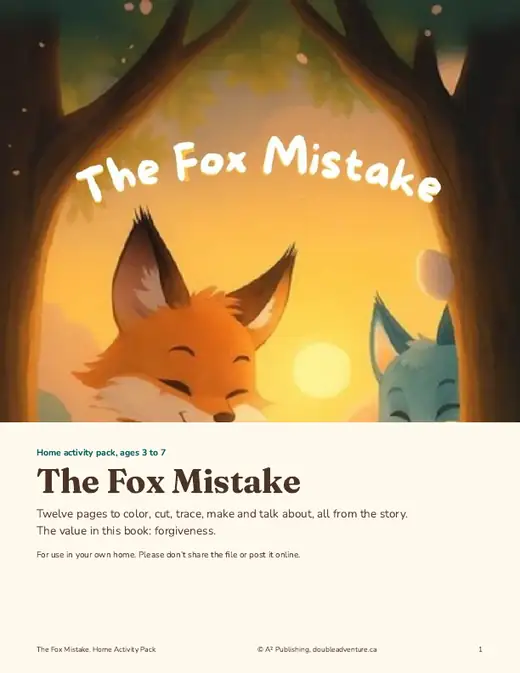 The Fox Mistake
Home activity pack, ages 3 to 7
The Fox Mistake
Twelve pages to color, cut, trace, make and talk about, all from the story.
The value in this book: forgiveness.
For use in your own home. Please don't share the file or post it online.
The Fox Mistake, Home Activity Pack
© A² Publishing, doubleadventure.ca
1